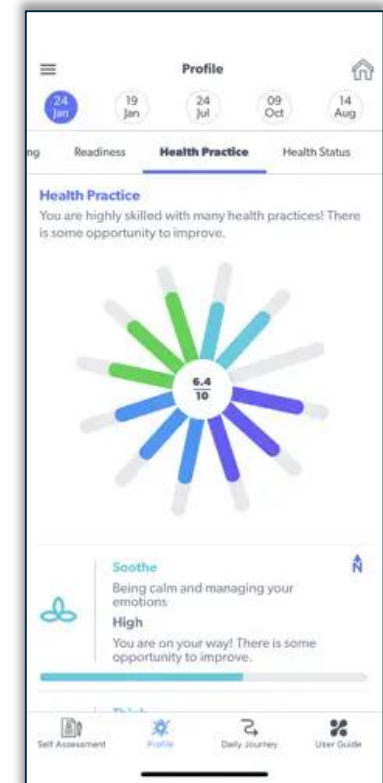 Profile
24 Jan
19 Jan
24 Jul
09 Oct
14 Aug
ng
Readiness
Health Practice
Health Status
Health Practice
You are highly skilled with many health practices! There
is some opportunity to improve.
6.4
10
Soothe
N
Being calm and managing your
emotions
High
You are on your way! There is some
opportunity to improve.
Self Assessment
Profile
Daily Journey
User Guide